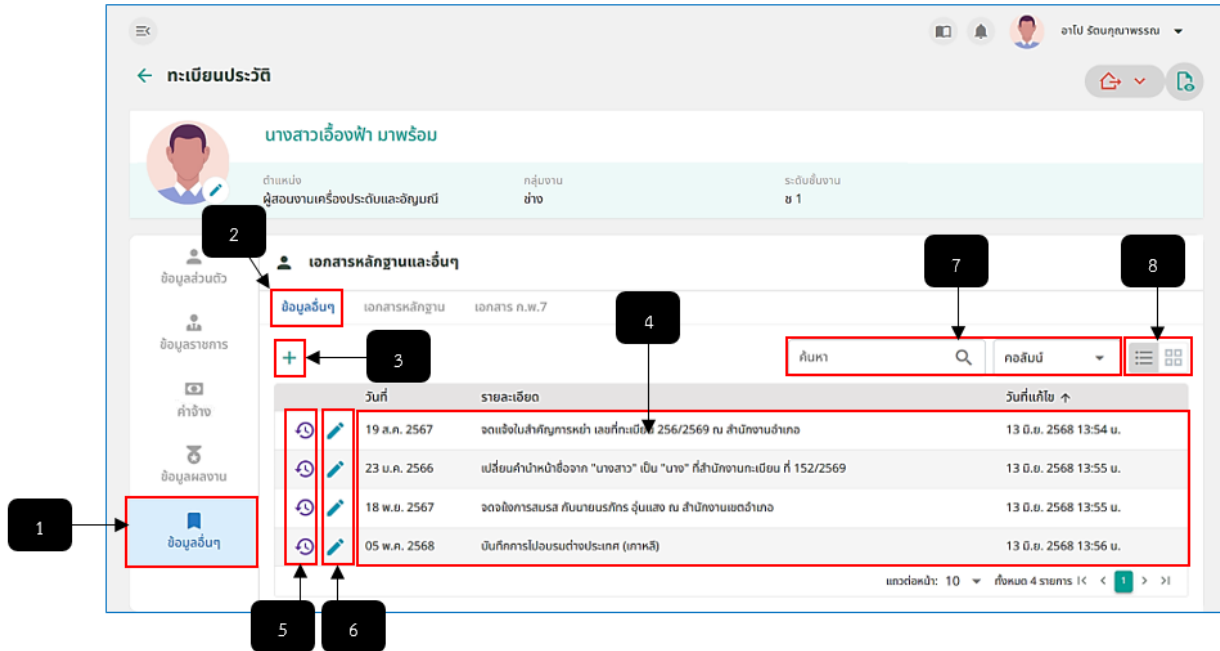 อาโป รัตนกุณาพรรณ
ทะเบียนประวัติ
นางสาวเอื้องฟ้า มาพร้อม
ตำแหน่ง กลุ่มงาน ระดับชั้นงาน
ผู้สอนงานเครื่องประดับและอัญมณี ช่าง ช 1
2
7
8
ข้อมูลส่วนตัว
เอกสารหลักฐานและอื่นๆ
ข้อมูลอื่นๆ เอกสารหลักฐาน เอกสาร ก.พ.7
4
ข้อมูลราชการ
3
ค้นหา คอลัมน์
วันที่ รายละเอียด วันที่แก้ไข
ค่าจ้าง
19 ส.ค. 2567 จดแจ้งใบสำคัญการหย่า เลขที่ทะเบียน 256/2569 ณ สำนักงานอำเภอ 13 มิ.ย. 2568 13:54 น.
ข้อมูลผลงาน
23 ม.ค. 2566 เปลี่ยนคำนำหน้าชื่อจาก "นางสาว" เป็น "นาง" ที่สำนักงานทะเบียน ที่ 152/2569 13 มิ.ย. 2568 13:55 น.
18 พ.ย. 2567 จดจใงการสมรส กับนายนรภัทร อุ่นแสง ณ สำนักงานเขตอำเภอ 13 มิ.ย. 2568 13:55 น.
1
ข้อมูลอื่นๆ
05 พ.ค. 2568 บันทึกการไปอบรมต่างประเทศ (เกาหลี) 13 มิ.ย. 2568 13:56 น.
แถวต่อหน้า: 10 ทั้งหมด 4 รายการ 1
5 6